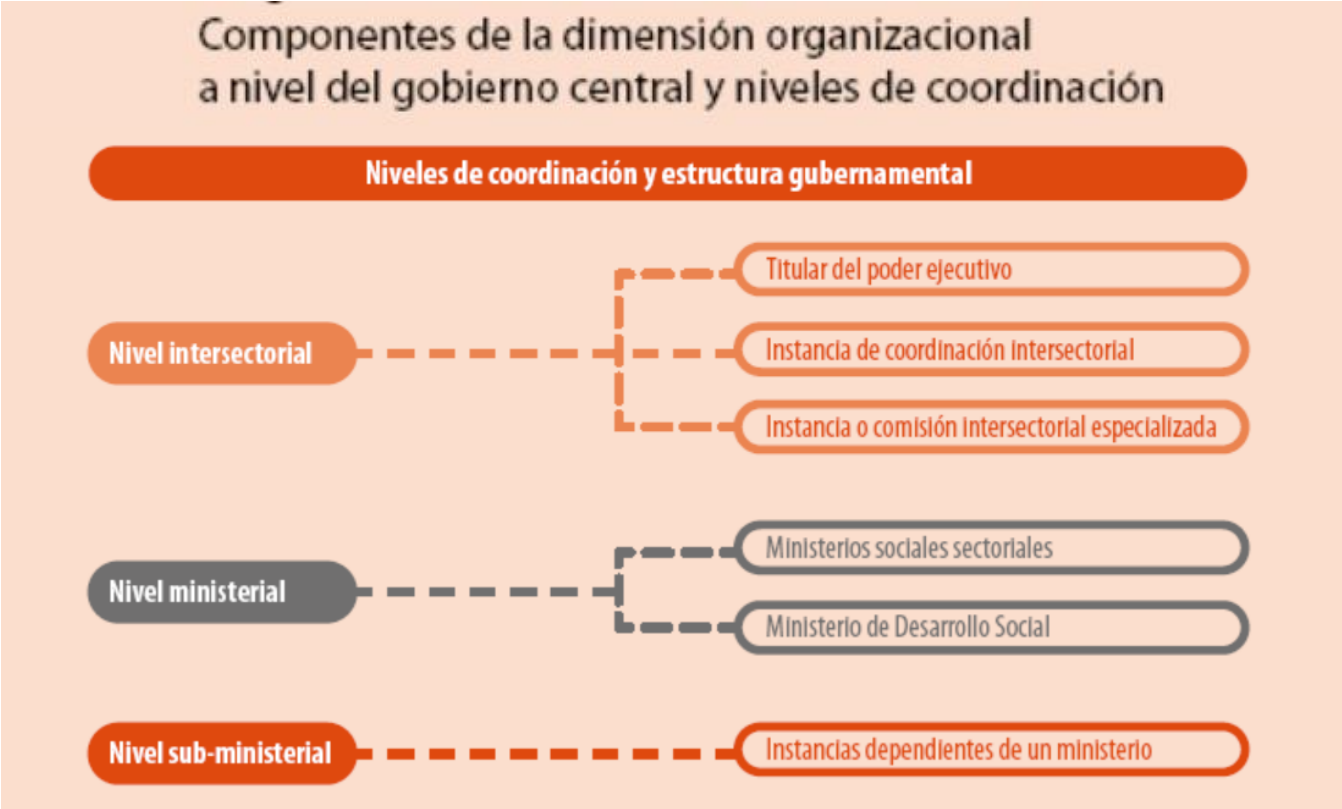 Componentes de la dimensión organizacional
a nivel del gobierno central y niveles de coordinación
Niveles de coordinación y estructura gubernamental
Titular del poder ejecutivo
Nivel intersectorial
Instancia de coordinación intersectorial
Instancia o comisión intersectorial especializada
Ministerios sociales sectoriales
Nivel ministerial
Ministerio de Desarrollo Social
Nivel sub-ministerial
Instancias dependientes de un ministerio